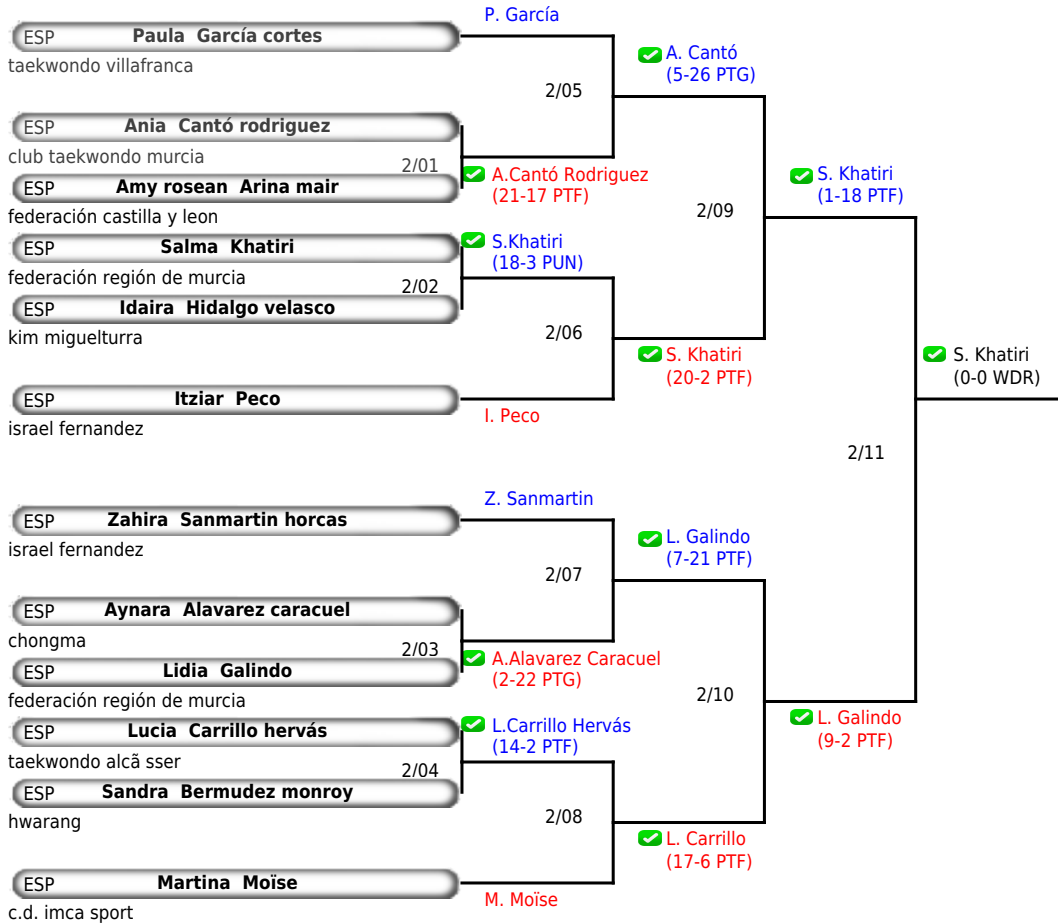 P. García
ESP Paula García cortes
taekwondo villafranca
A. Cantó
(5-26 PTG)
2/05
ESP Ania Cantó rodriguez
club taekwondo murcia
2/01
A.Cantó Rodriguez
(21-17 PTF)
ESP Amy rosean Arina mair
federación castilla y leon
S. Khatiri
(1-18 PTF)
2/09
ESP Salma Khatiri
S.Khatiri
(18-3 PUN)
federación región de murcia
2/02
ESP Idaira Hidalgo velasco
kim miguelturra
2/06
S. Khatiri
(20-2 PTF)
S. Khatiri
(0-0 WDR)
ESP Itziar Peco
I. Peco
israel fernandez
2/11
Z. Sanmartin
ESP Zahira Sanmartin horcas
israel fernandez
L. Galindo
(7-21 PTF)
2/07
ESP Aynara Alavarez caracuel
chongma
2/03
A.Alavarez Caracuel
(2-22 PTG)
ESP Lidia Galindo
federación región de murcia
2/10
L. Galindo
(9-2 PTF)
ESP Lucia Carrillo hervás
L.Carrillo Hervás
(14-2 PTF)
taekwondo alcã sser
2/04
ESP Sandra Bermudez monroy
hwarang
2/08
L. Carrillo
(17-6 PTF)
ESP Martina Moïse
M. Moïse
c.d. imca sport